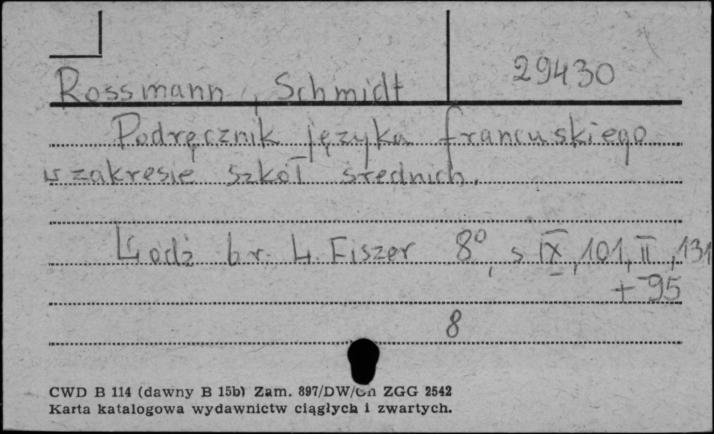 Rossmann, Schmidt 29430
Podręcznik języka francuskiego
w zakresie szkół średnich.
Łódź br. L. Fiszer 8°, s IX, 101, II, 131
+ 95
8
CWD B 114 (dawny B 15b) Zam. 897/DW/Gn ZGG 2542
Karta katalogowa wydawnictw ciągłych i zwartych.